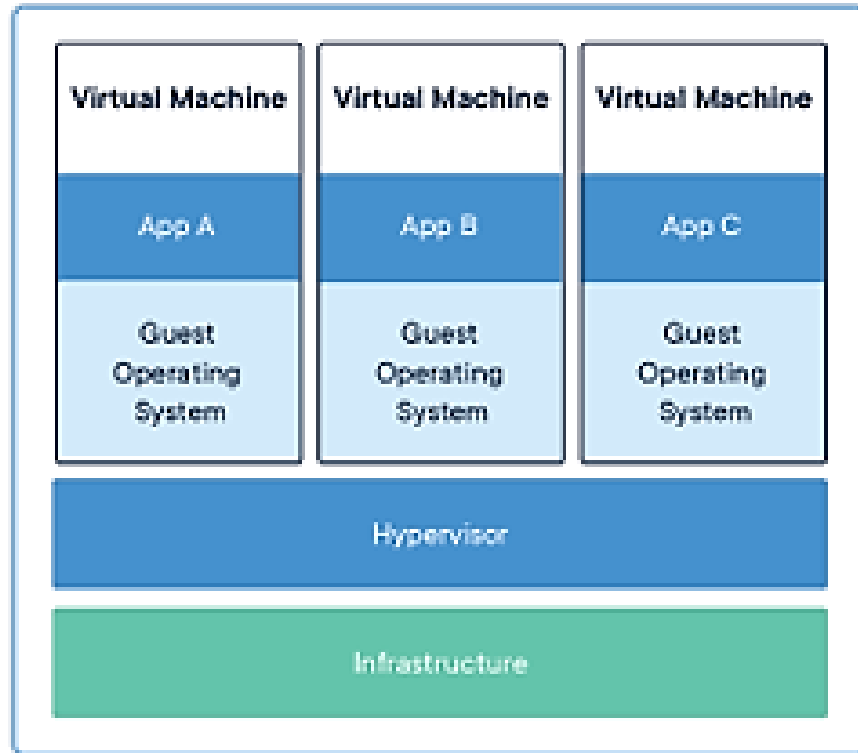 Virtual Machine
App A
Guest
Operating
System
Virtual Machine
App B
Guest
Operating
System
Virtual Machine
App C
Guest
Operating
System
Hypervisor
Infrastructure